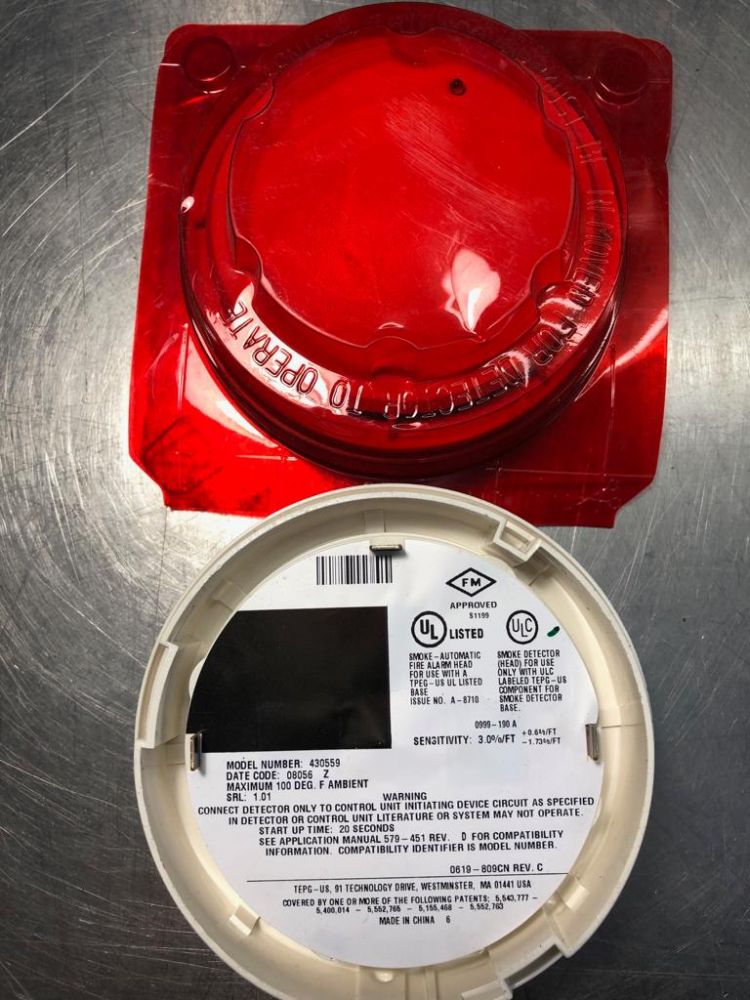 MUST BE REMOVED FOR DETECTOR TO OPERATE
FM
APPROVED
S1199
UL LISTED
SMOKE-AUTOMATIC
FIRE ALARM HEAD
FOR USE WITH A
TPEG-US UL LISTED
BASE
ISSUE NO. A-8710
ULC
SMOKE DETECTOR
(HEAD) FOR USE
ONLY WITH ULC
LABELED TEPG-US
COMPONENT FOR
SMOKE DETECTOR
BASE.
0999-190 A
SENSITIVITY: 3.0%/FT +0.6%/FT -1.73%/FT
MODEL NUMBER: 430559
DATE CODE: 08056 Z
MAXIMUM 100 DEG. F AMBIENT
SRL: 1.01
WARNING
CONNECT DETECTOR ONLY TO CONTROL UNIT INITIATING DEVICE CIRCUIT AS SPECIFIED
IN DETECTOR OR CONTROL UNIT LITERATURE OR SYSTEM MAY NOT OPERATE.
START UP TIME: 20 SECONDS
SEE APPLICATION MANUAL 579-451 REV. D FOR COMPATIBILITY
INFORMATION. COMPATIBILITY IDENTIFIER IS MODEL NUMBER.
0619-809CN REV. C
TEPG-US, 91 TECHNOLOGY DRIVE, WESTMINSTER, MA 01441 USA
COVERED BY ONE OR MORE OF THE FOLLOWING PATENTS: 5,543,777 -
5,400,014 - 5,552,765 - 5,155,468 - 5,552,763
MADE IN CHINA 6